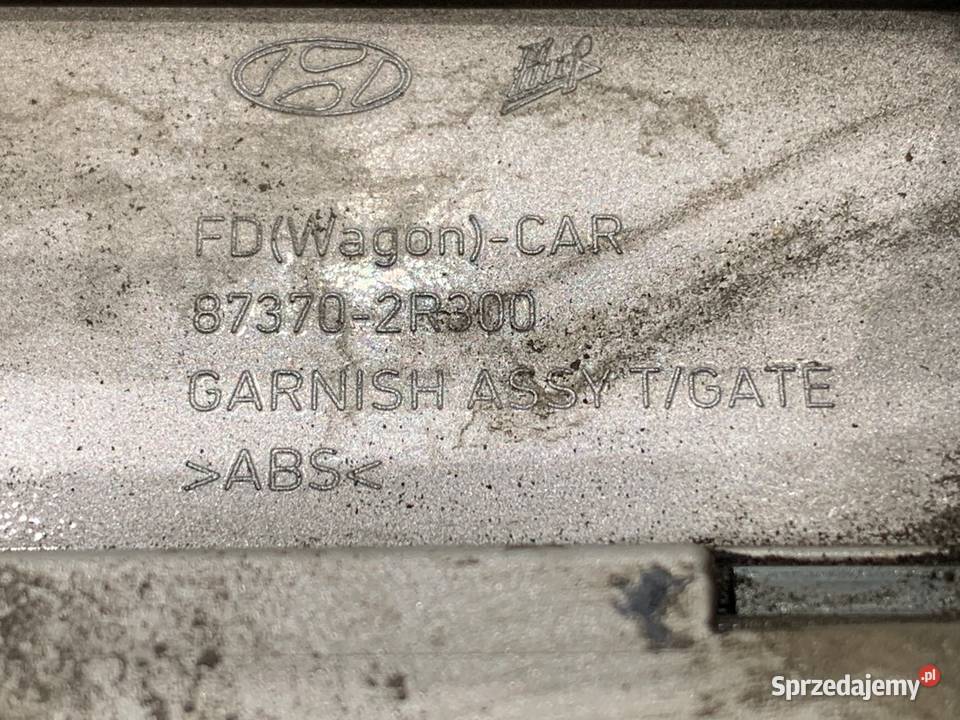 FD(Wagon)-CAR
87370-2R300
GARNISH ASSY T/GATE
>ABS<
Sprzedajemy.pl